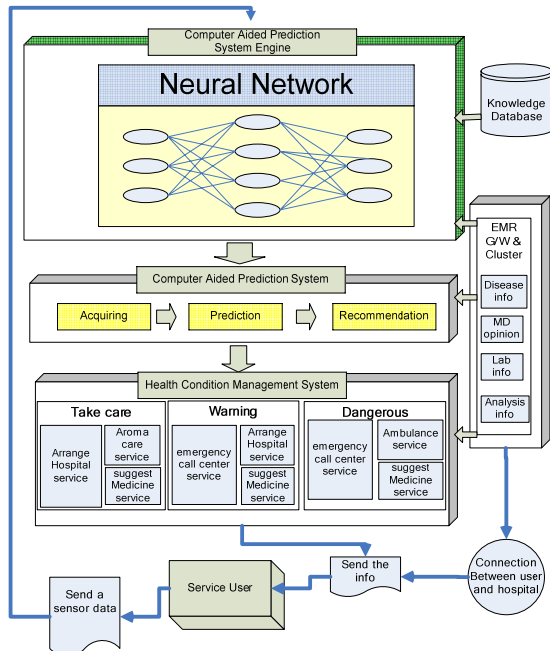 Computer Aided Prediction
System Engine
Neural Network
Knowledge
Database
EMR
G/W &
Cluster
Disease
info
MD
opinion
Lab
info
Analysis
info
Computer Aided Prediction System
Acquiring
Prediction
Recommendation
Health Condition Management System
Take care
Arrange
Hospital
service
Aroma
care
service
suggest
Medicine
service
Warning
emergency
call center
service
Arrange
Hospital
service
suggest
Medicine
service
Dangerous
emergency
call center
service
Ambulance
service
suggest
Medicine
service
Connection
Between user
and hospital
Send the
info
Service User
Send a
sensor data